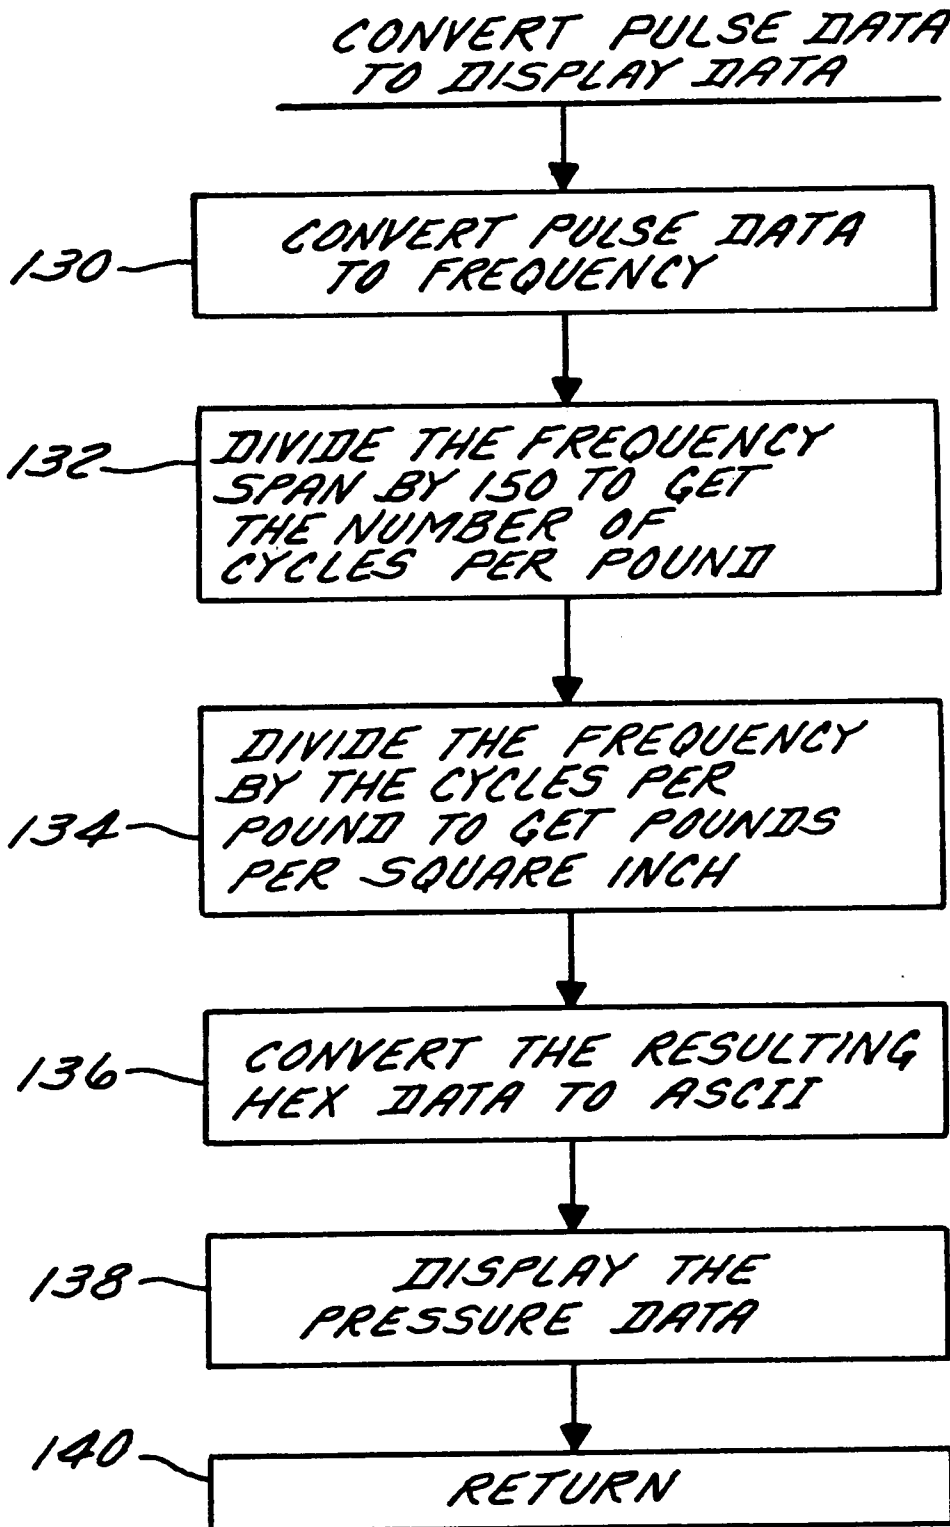 CONVERT PULSE DATA
TO DISPLAY DATA
130
CONVERT PULSE DATA
TO FREQUENCY
132
DIVIDE THE FREQUENCY
SPAN BY 150 TO GET
THE NUMBER OF
CYCLES PER POUND
134
DIVIDE THE FREQUENCY
BY THE CYCLES PER
POUND TO GET POUNDS
PER SQUARE INCH
136
CONVERT THE RESULTING
HEX DATA TO ASCII
138
DISPLAY THE
PRESSURE DATA
140
RETURN